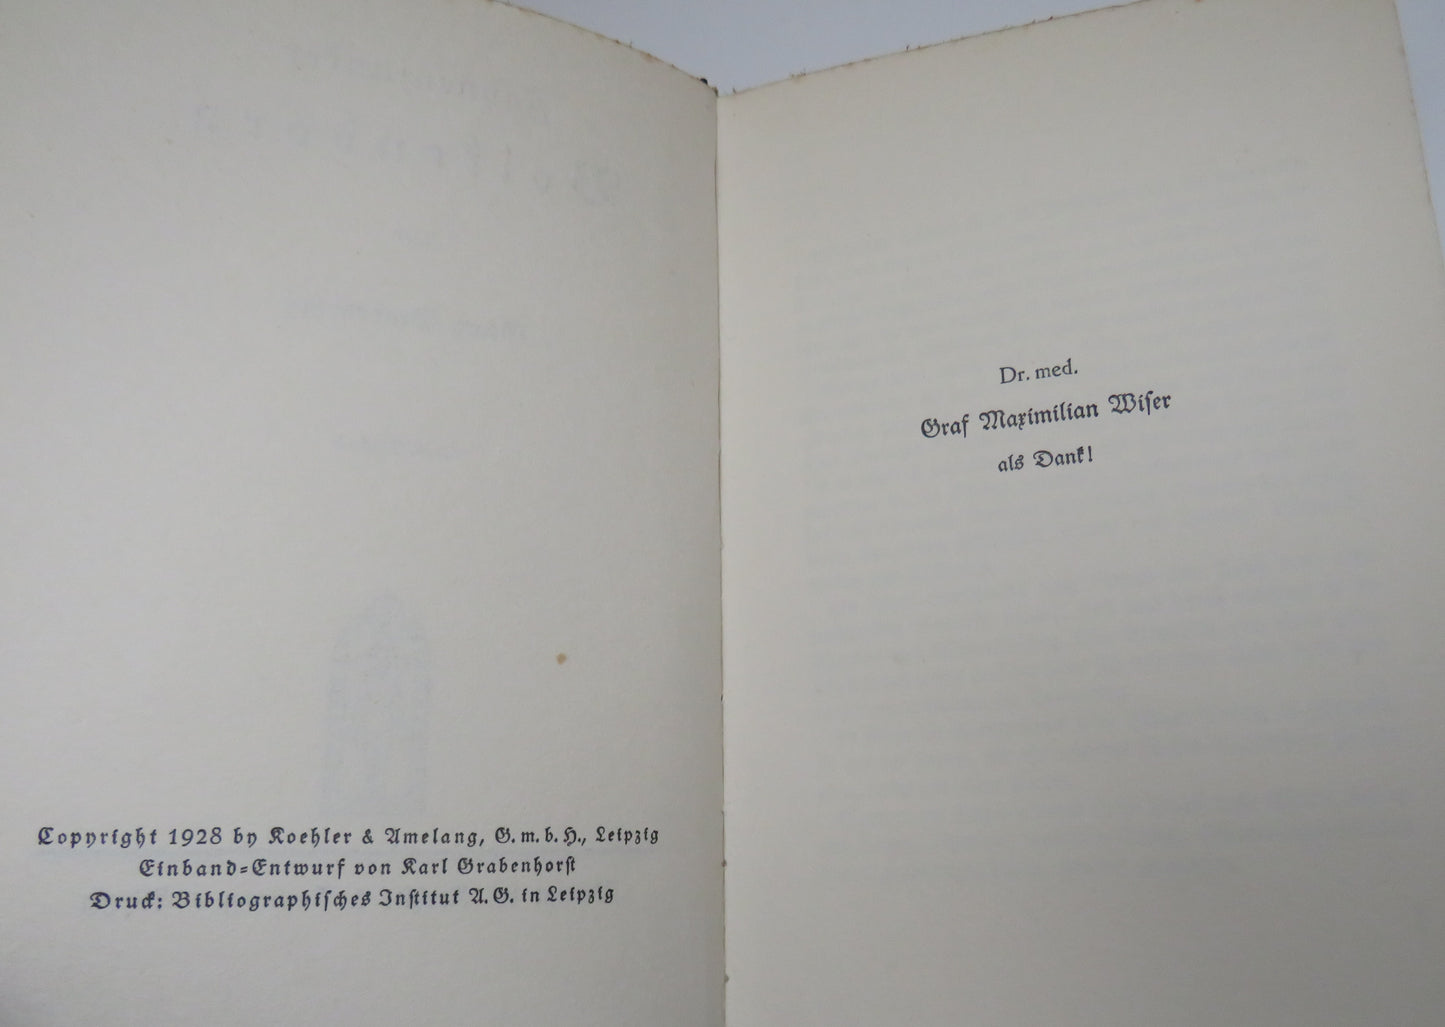 Copyright 1928 by Koehler & Amelang, G. m. b. H., Leipzig
Einband-Entwurf von Karl Grabenhorſt
Druck: Bibliographiſches Inſtitut A. G. in Leipzig
Dr. med.
Graf Maximilian Wiſer
als Dank!